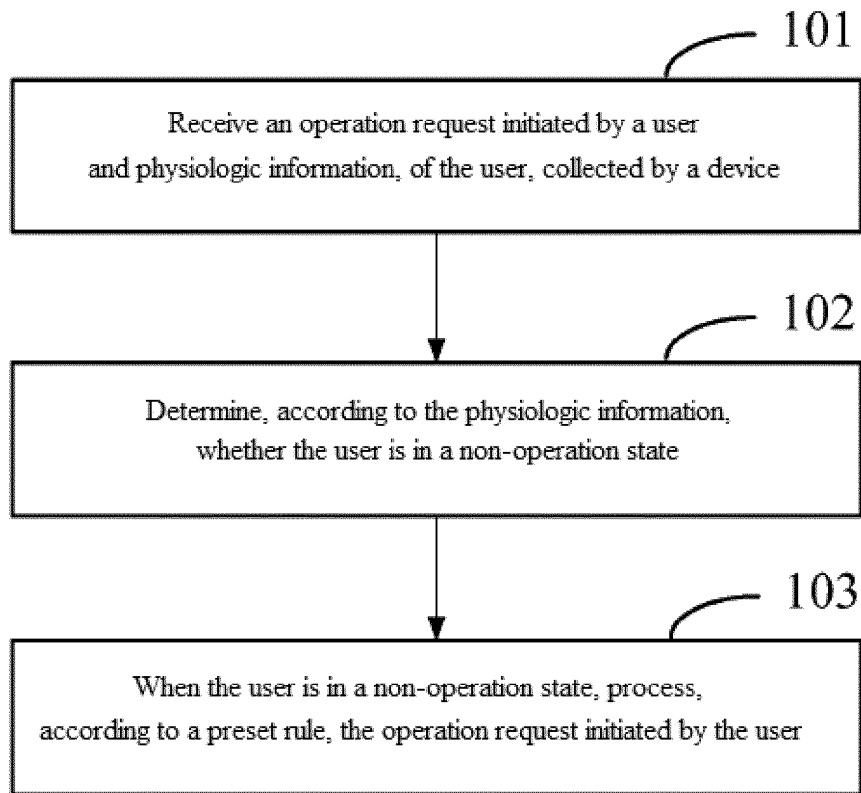 101
Receive an operation request initiated by a user
and physiologic information, of the user, collected by a device
102
Determine, according to the physiologic information,
whether the user is in a non-operation state
103
When the user is in a non-operation state, process,
according to a preset rule, the operation request initiated by the user